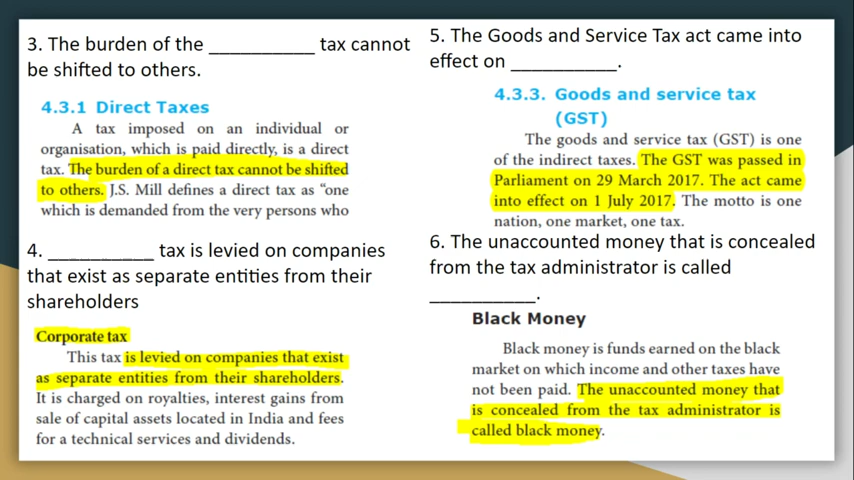 3. The burden of the __________ tax cannot
be shifted to others.
4.3.1 Direct Taxes
A tax imposed on an individual or
organisation, which is paid directly, is a direct
tax. The burden of a direct tax cannot be shifted
to others. J.S. Mill defines a direct tax as “one
which is demanded from the very persons who
4. __________ tax is levied on companies
that exist as separate entities from their
shareholders
Corporate tax
This tax is levied on companies that exist
as separate entities from their shareholders.
It is charged on royalties, interest gains from
sale of capital assets located in India and fees
for a technical services and dividends.
5. The Goods and Service Tax act came into
effect on __________.
4.3.3. Goods and service tax
(GST)
The goods and service tax (GST) is one
of the indirect taxes. The GST was passed in
Parliament on 29 March 2017. The act came
into effect on 1 July 2017. The motto is one
nation, one market, one tax.
6. The unaccounted money that is concealed
from the tax administrator is called
__________.
Black Money
Black money is funds earned on the black
market on which income and other taxes have
not been paid. The unaccounted money that
is concealed from the tax administrator is
called black money.